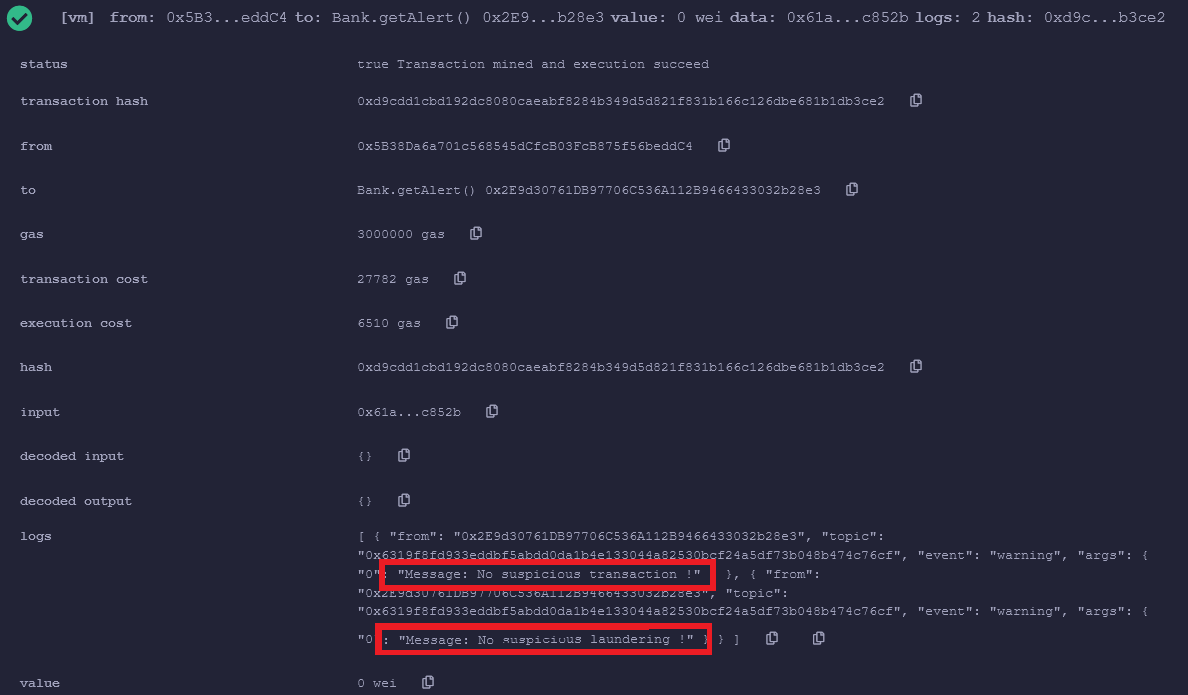 [vm] from: 0x5B3...eddC4 to: Bank.getAlert() 0x2E9...b28e3 value: 0 wei data: 0x61a...c852b logs: 2 hash: 0xd9c...b3ce2
status true Transaction mined and execution succeed
transaction hash 0xd9cdd1cbd192dc8080caeabf8284b349d5d821f831b166c126dbe681b1db3ce2
from 0x5B38Da6a701c568545dCfcB03FcB875f56beddC4
to Bank.getAlert() 0x2E9d30761DB97706C536A112B9466433032b28e3
gas 3000000 gas
transaction cost 27782 gas
execution cost 6510 gas
hash 0xd9cdd1cbd192dc8080caeabf8284b349d5d821f831b166c126dbe681b1db3ce2
input 0x61a...c852b
decoded input {}
decoded output {}
logs [ { "from": "0x2E9d30761DB97706C536A112B9466433032b28e3", "topic":
"0x6319f8fd933eddbf5abdd0da1b4e133044a82530bcf24a5df73b048b474c76cf", "event": "warning", "args": {
"0": "Message: No suspicious transaction !" }, { "from":
"0x2E9d30761DB97706C536A112B9466433032b28e3", "topic":
"0x6319f8fd933eddbf5abdd0da1b4e133044a82530bcf24a5df73b048b474c76cf", "event": "warning", "args": {
"0": "Message: No suspicious laundering !" } } ]
value 0 wei